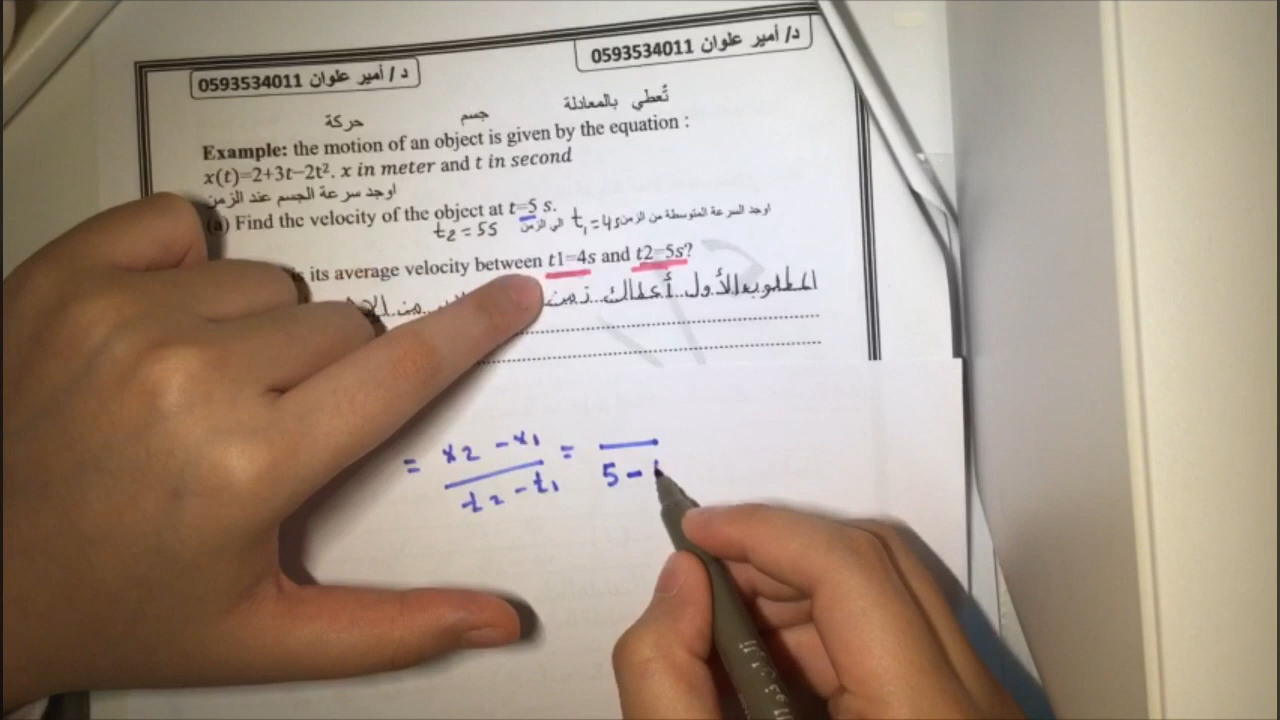 د / أمير علوان 0593534011
د/ أمير علوان 0593534011
حركة جسم تُعطي بالمعادلة
Example: the motion of an object is given by the equation :
x(t)=2+3t−2t². x in meter and t in second
اوجد سرعة الجسم عند الزمن
(a) Find the velocity of the object at t=5 s.
t2 = 5s الي الزمن t1 = 4s اوجد السرعة المتوسطة من الزمن
its average velocity between t1=4s and t2=5s?
المطلوب الأول أعطاك زمن
= x2 - x1 =
t2 - t1 5 -